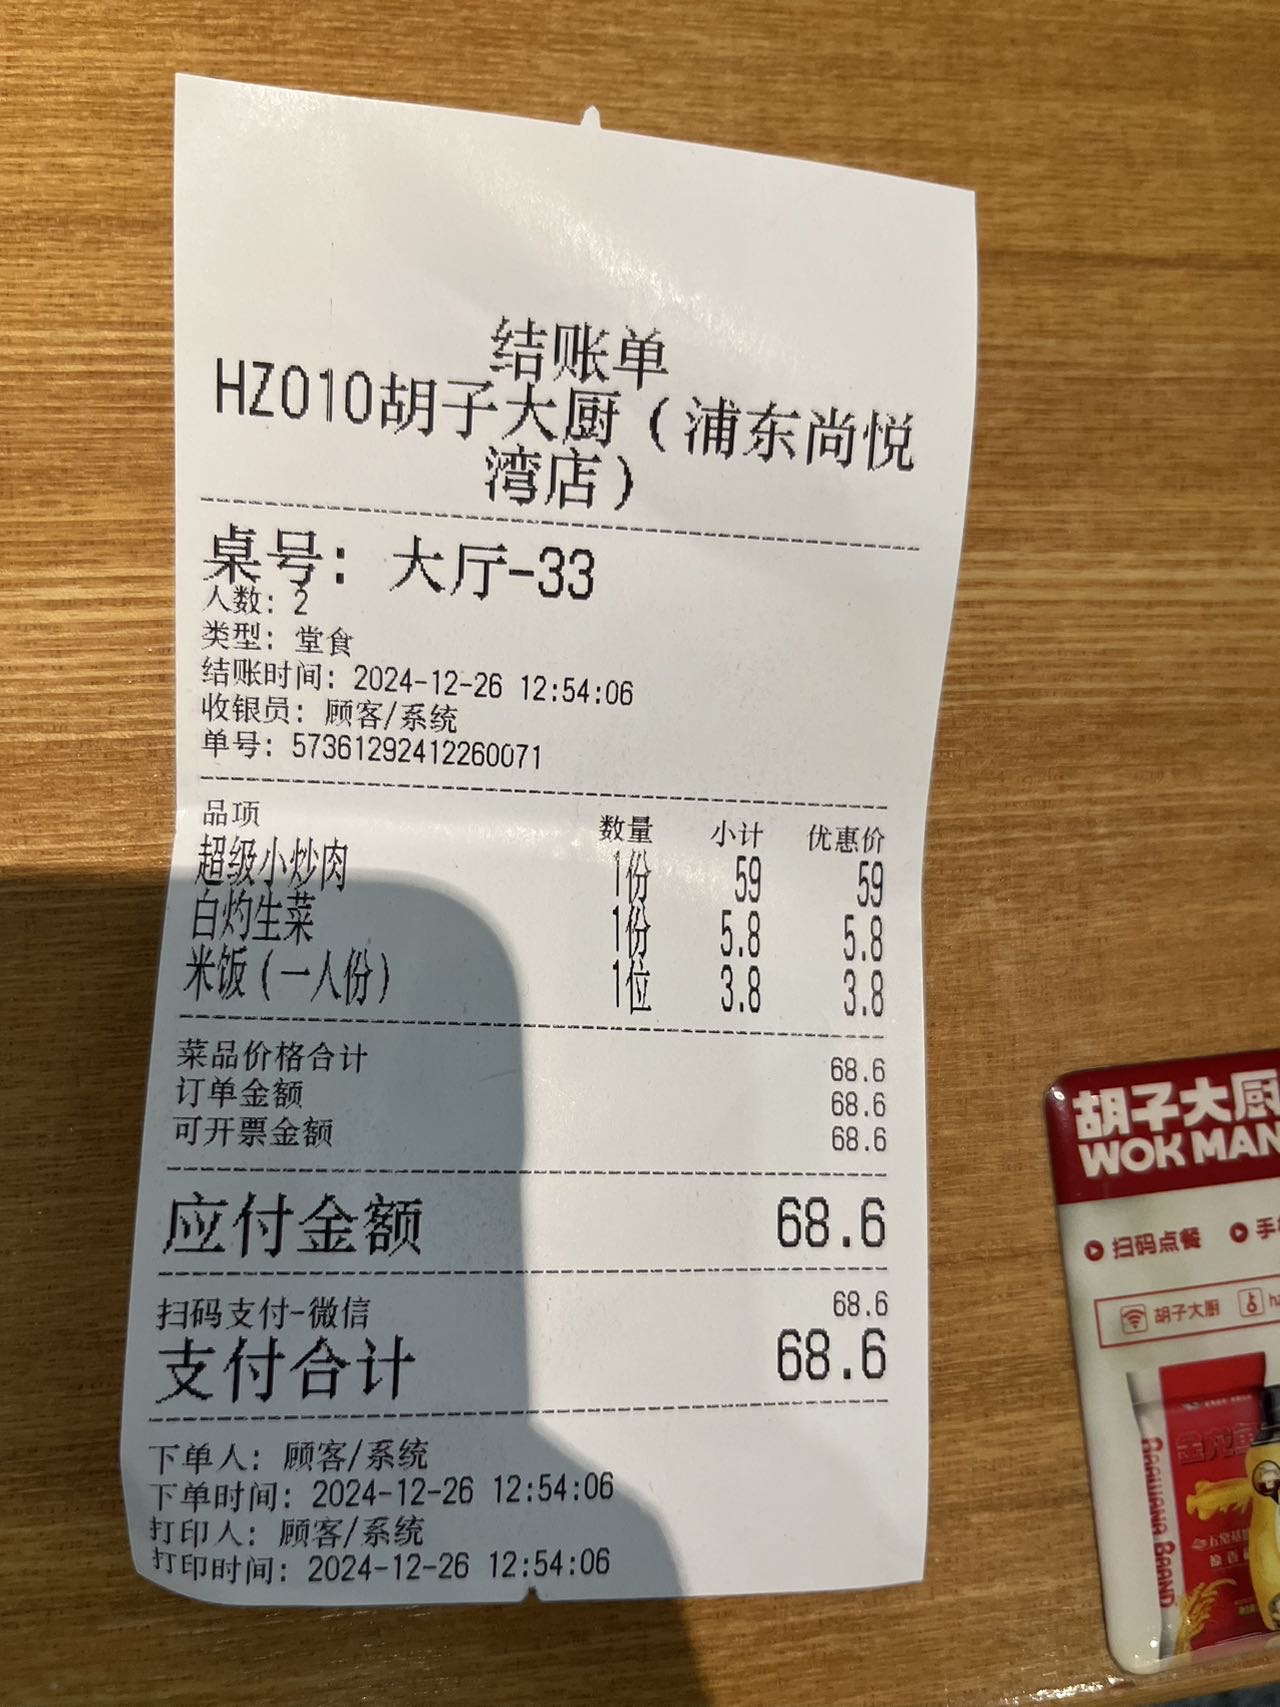 结账单
HZ010胡子大厨（浦东尚悦
湾店）
桌号：大厅-33
人数：2
类型：堂食
结账时间：2024-12-26 12:54:06
收银员：顾客/系统
单号：57361292412260071
品项 数量 小计 优惠价
超级小炒肉 1份 59 59
白灼生菜 1份 5.8 5.8
米饭（一人份） 1位 3.8 3.8
菜品价格合计 68.6
订单金额 68.6
可开票金额 68.6
应付金额 68.6
扫码支付-微信 68.6
支付合计 68.6
下单人：顾客/系统
下单时间：2024-12-26 12:54:06
打印人：顾客/系统
打印时间：2024-12-26 12:54:06
胡子大厨
WOK MAN
扫码点餐
胡子大厨